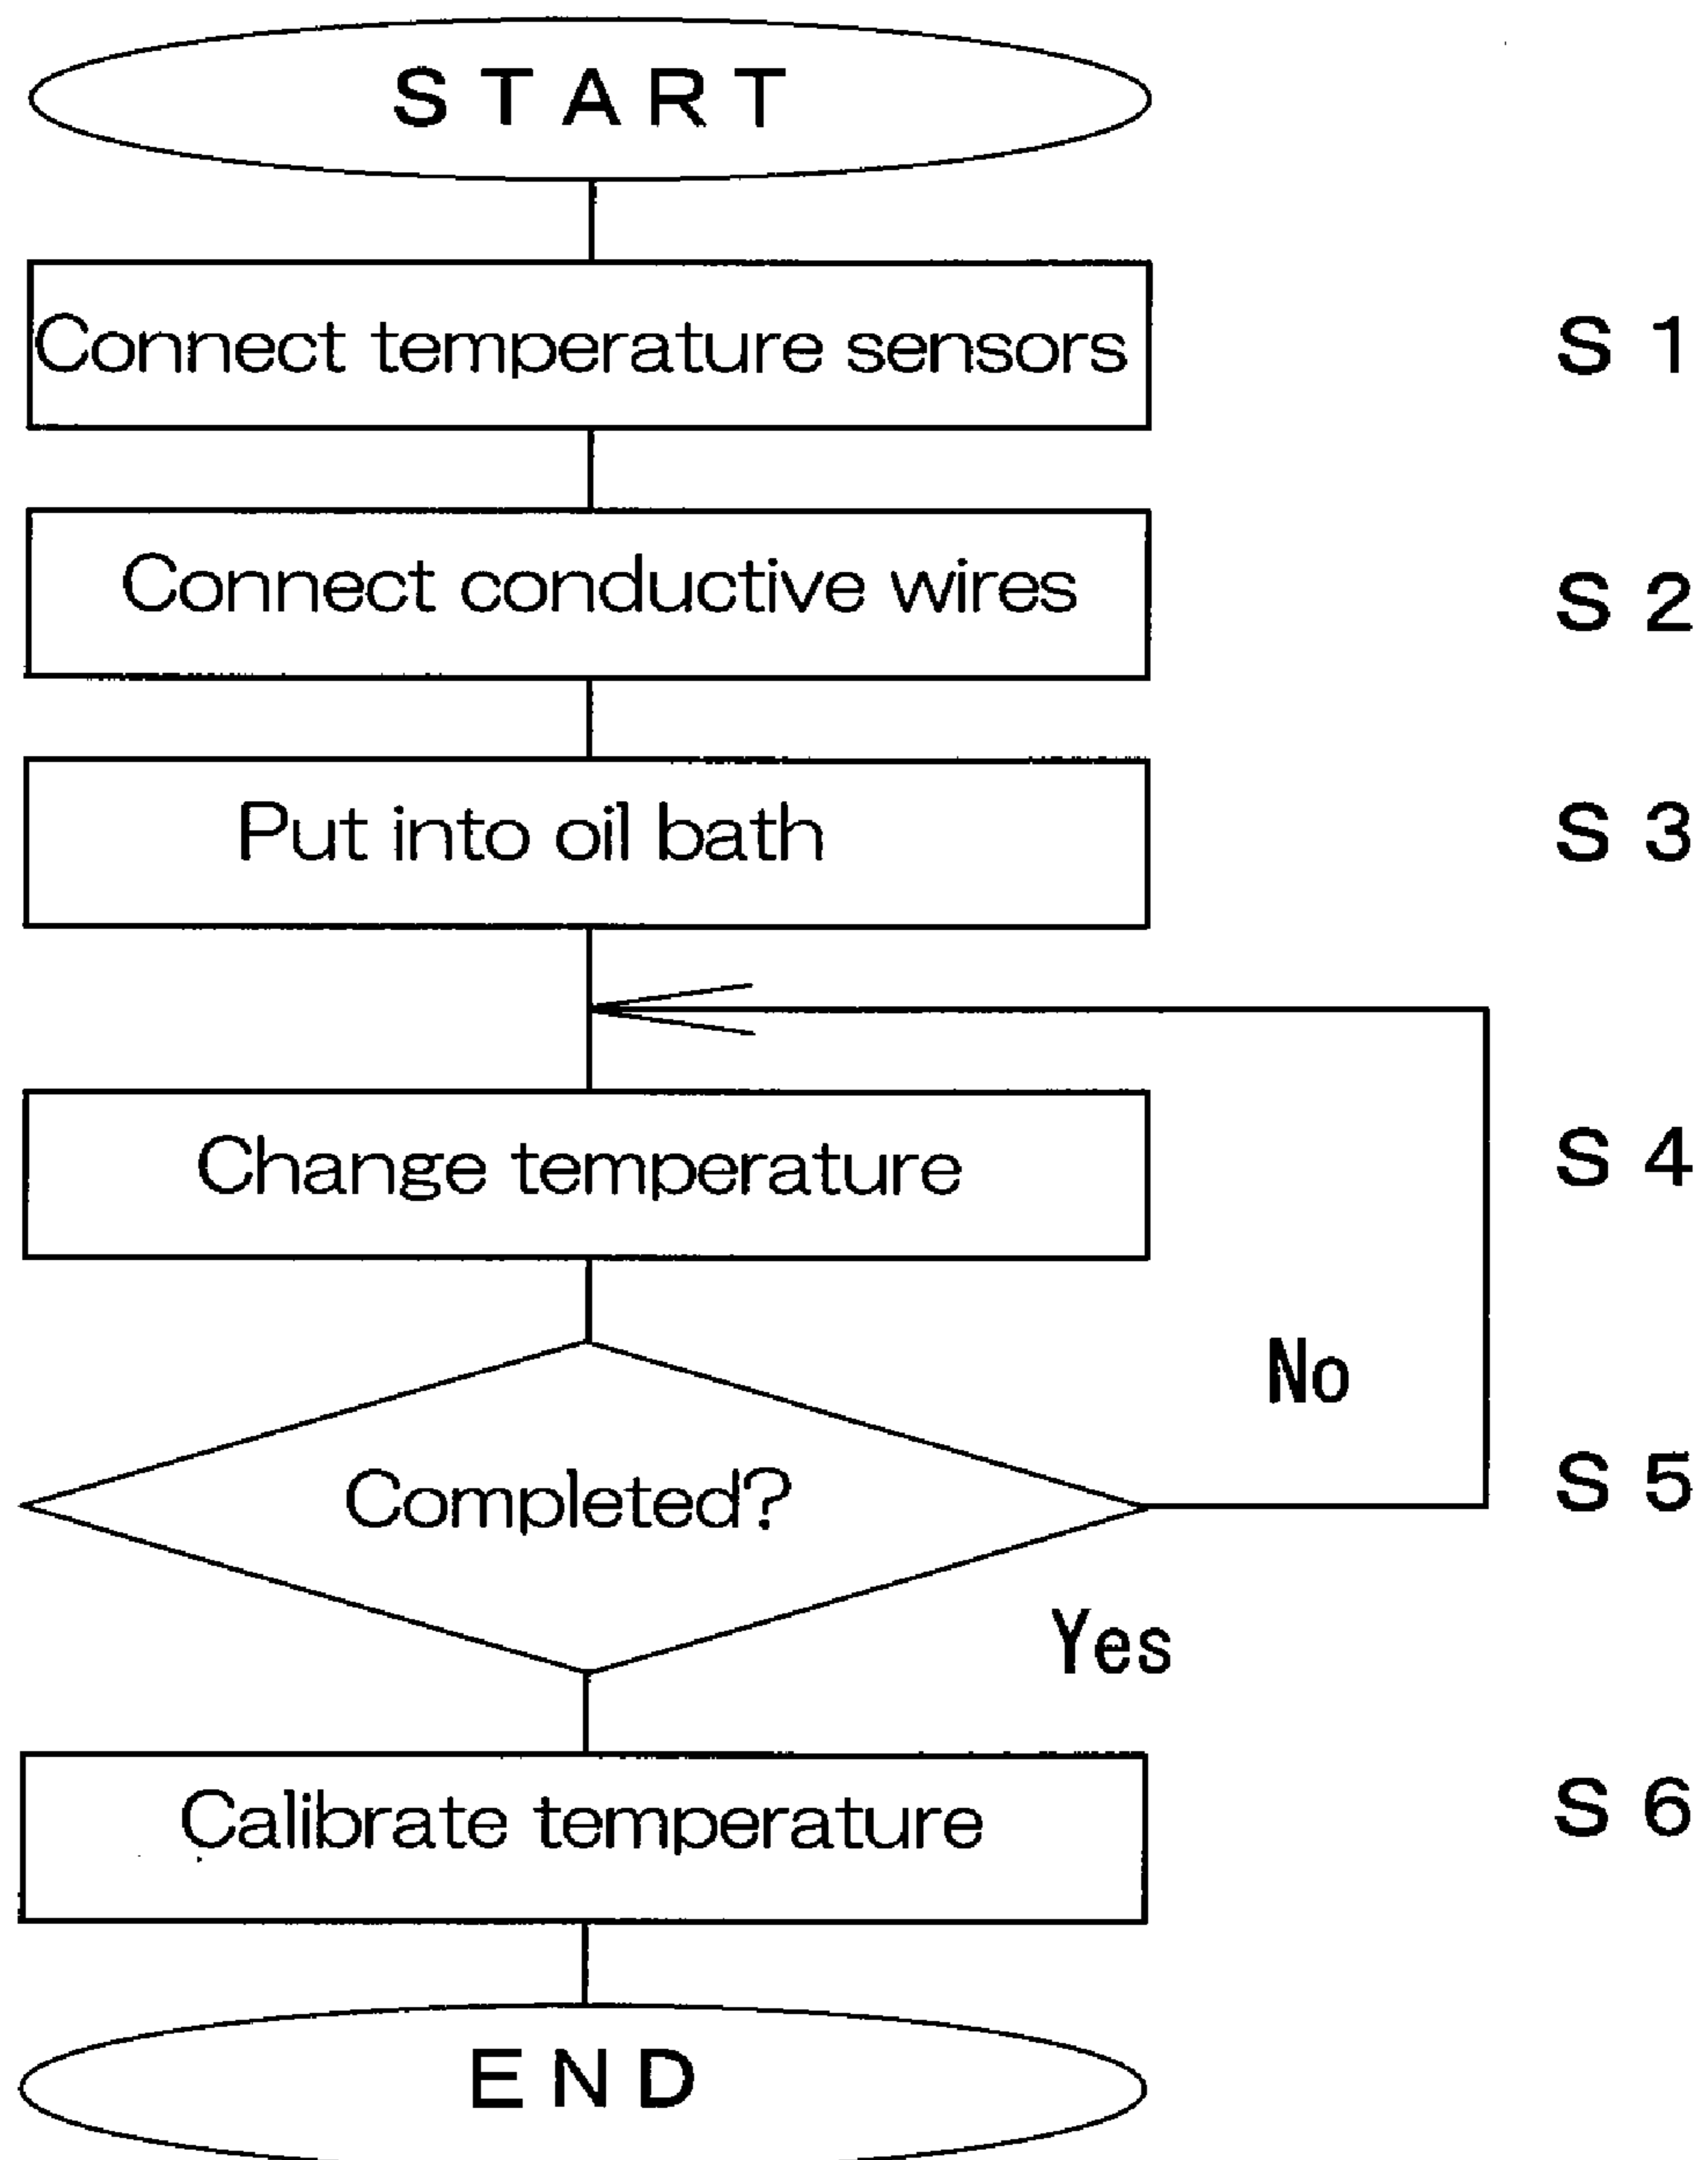 START
Connect temperature sensors S 1
Connect conductive wires S 2
Put into oil bath S 3
Change temperature S 4
No
Completed? S 5
Yes
Calibrate temperature S 6
END